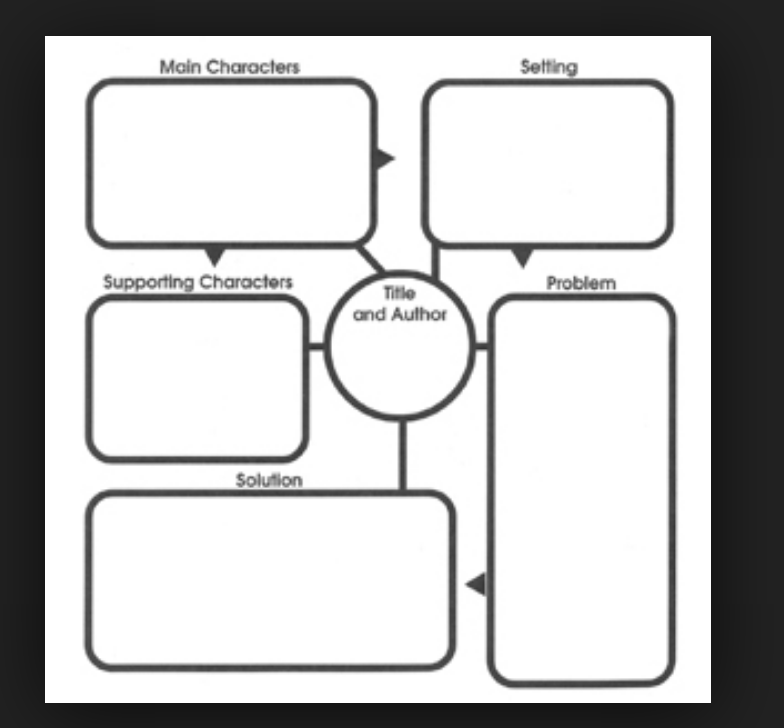 Main Characters
Setting
Supporting Characters
Title
and Author
Problem
Solution